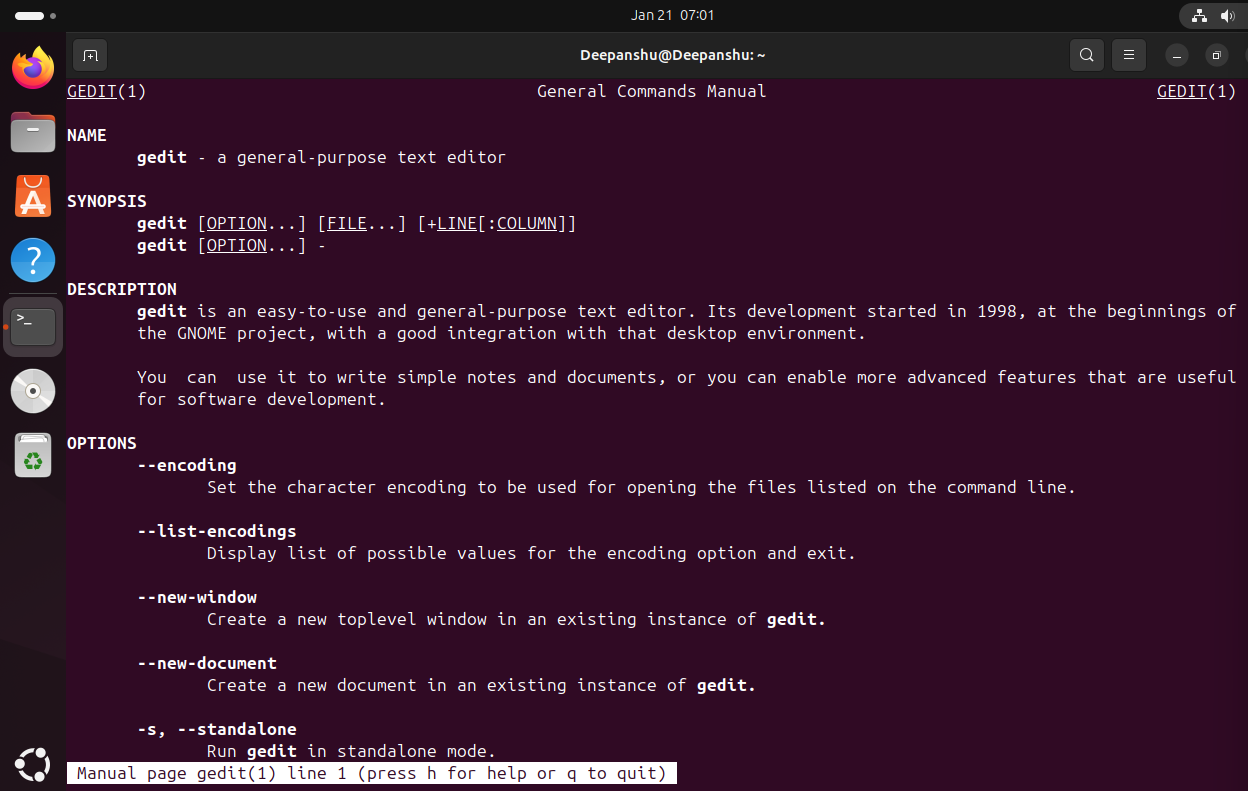 Jan 21 07:01
Deepanshu@Deepanshu: ~
GEDIT(1) General Commands Manual GEDIT(1)
NAME
gedit - a general-purpose text editor
SYNOPSIS
gedit [OPTION...] [FILE...] [+LINE[:COLUMN]]
gedit [OPTION...] -
DESCRIPTION
gedit is an easy-to-use and general-purpose text editor. Its development started in 1998, at the beginnings of
the GNOME project, with a good integration with that desktop environment.
You can use it to write simple notes and documents, or you can enable more advanced features that are useful
for software development.
OPTIONS
--encoding
Set the character encoding to be used for opening the files listed on the command line.
--list-encodings
Display list of possible values for the encoding option and exit.
--new-window
Create a new toplevel window in an existing instance of gedit.
--new-document
Create a new document in an existing instance of gedit.
-s, --standalone
Run gedit in standalone mode.
Manual page gedit(1) line 1 (press h for help or q to quit)